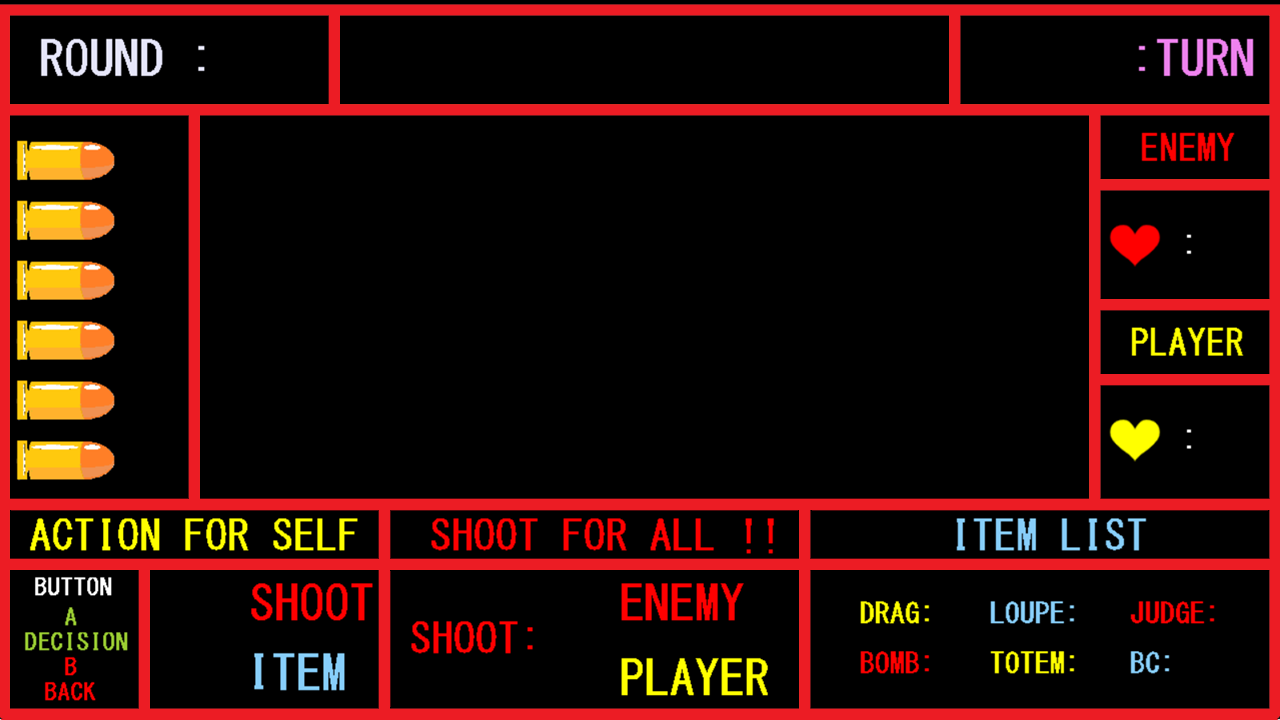 ROUND :
:TURN
ENEMY
:
PLAYER
:
ACTION FOR SELF
SHOOT FOR ALL !!
ITEM LIST
BUTTON
A
DECISION
B
BACK
SHOOT
ITEM
SHOOT:
ENEMY
PLAYER
DRAG: LOUPE: JUDGE:
BOMB: TOTEM: BC: